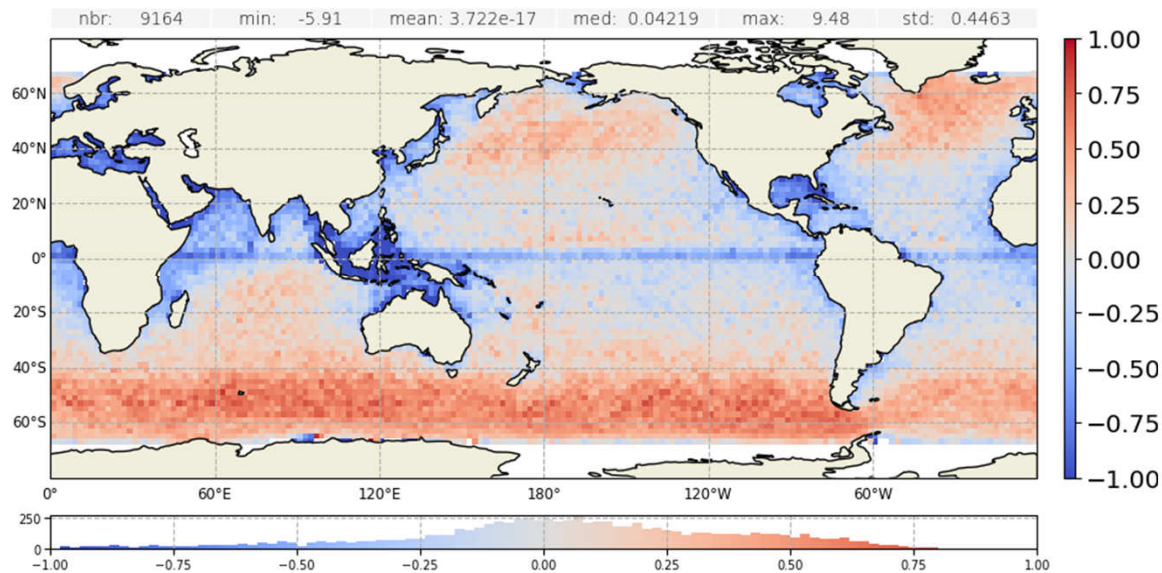 nbr: 9164 min: -5.91 mean: 3.722e-17 med: 0.04219 max: 9.48 std: 0.4463
1.00
0.75
0.50
0.25
0.00
−0.25
−0.50
−0.75
−1.00
60°N
40°N
20°N
0°
20°S
40°S
60°S
0° 60°E 120°E 180° 120°W 60°W
250
0
−1.00 −0.75 −0.50 −0.25 0.00 0.25 0.50 0.75 1.00